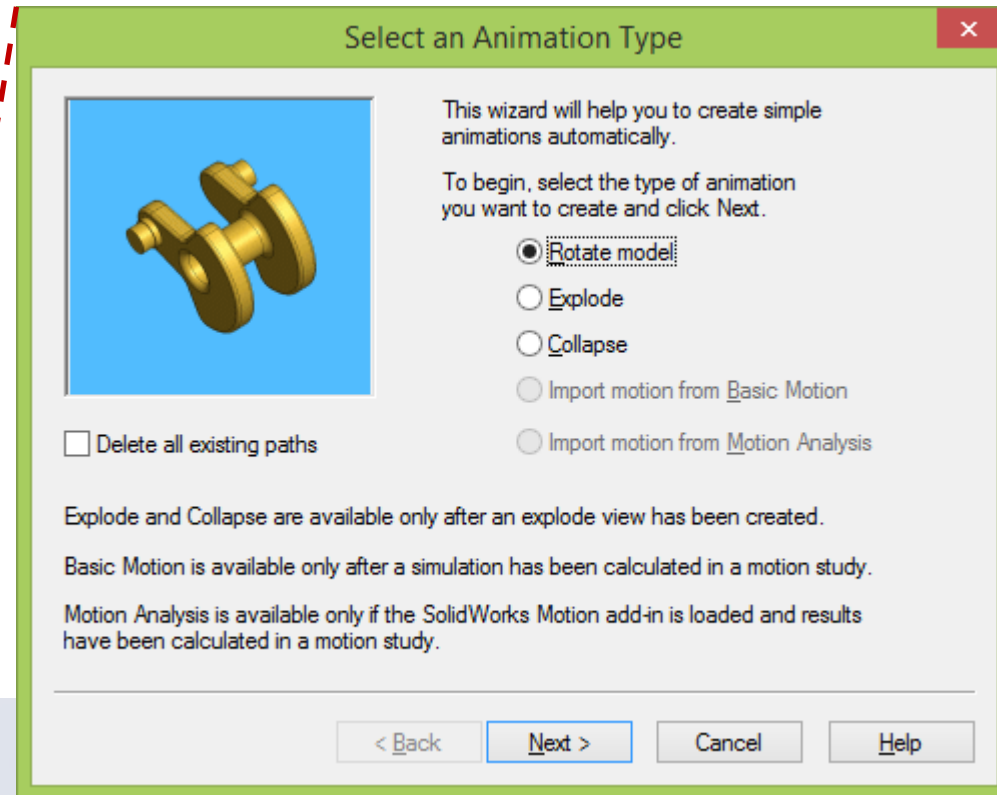 Select an Animation Type
This wizard will help you to create simple
animations automatically.
To begin, select the type of animation
you want to create and click Next.
Rotate model
Explode
Collapse
Import motion from Basic Motion
Delete all existing paths
Import motion from Motion Analysis
Explode and Collapse are available only after an explode view has been created.
Basic Motion is available only after a simulation has been calculated in a motion study.
Motion Analysis is available only if the SolidWorks Motion add-in is loaded and results
have been calculated in a motion study.
< Back Next > Cancel Help